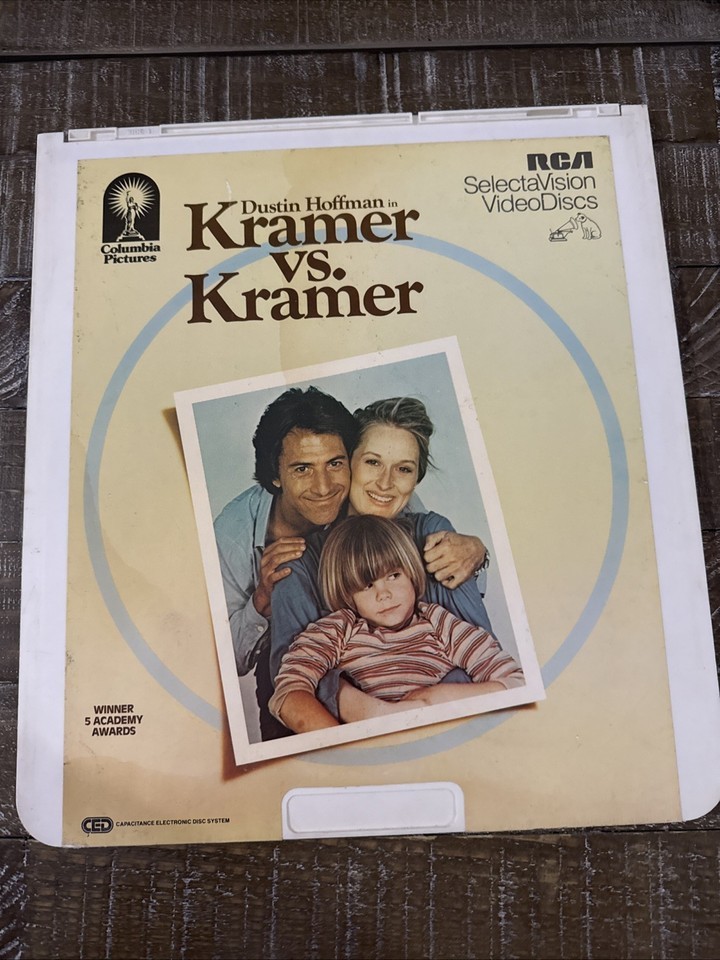 RCA
SelectaVision
VideoDiscs
Columbia
Pictures
Dustin Hoffman in
Kramer
vs.
Kramer
WINNER
5 ACADEMY
AWARDS
CED CAPACITANCE ELECTRONIC DISC SYSTEM